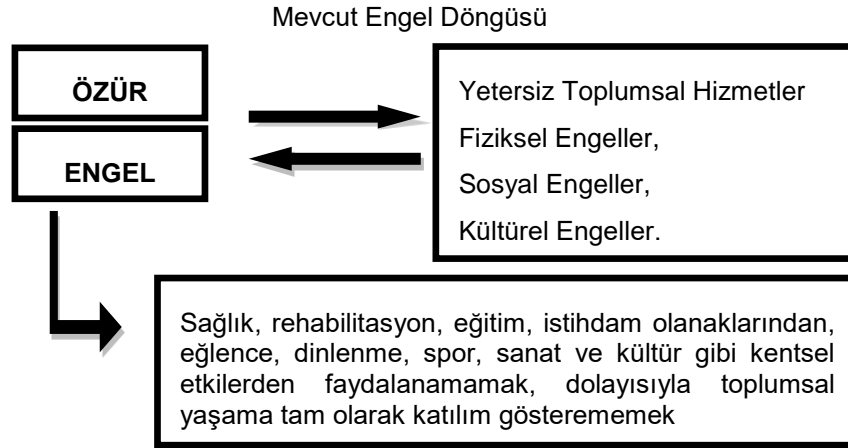 Mevcut Engel Döngüsü
ÖZÜR
ENGEL
Yetersiz Toplumsal Hizmetler
Fiziksel Engeller,
Sosyal Engeller,
Kültürel Engeller.
Sağlık, rehabilitasyon, eğitim, istihdam olanaklarından,
eğlence, dinlenme, spor, sanat ve kültür gibi kentsel
etkilerden faydalanamamak, dolayısıyla toplumsal
yaşama tam olarak katılım gösterememek